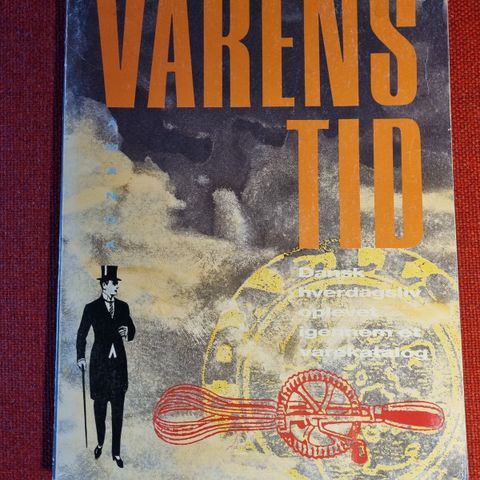 VARENS
TID
Dansk
hverdagsliv
oplevet
igennem et
varekatalog